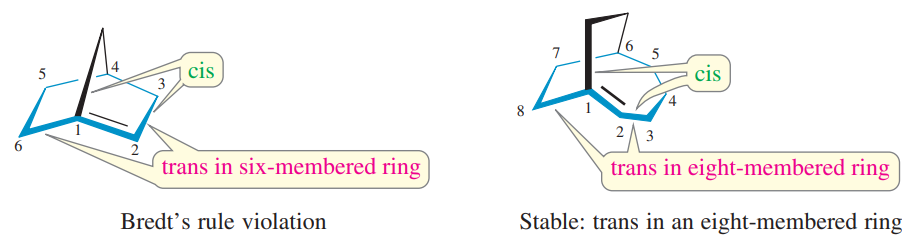 5
4
cis
3
1
6
2
trans in six-membered ring
Bredt's rule violation
7
6
5
cis
8
1
4
2
3
trans in eight-membered ring
Stable: trans in an eight-membered ring